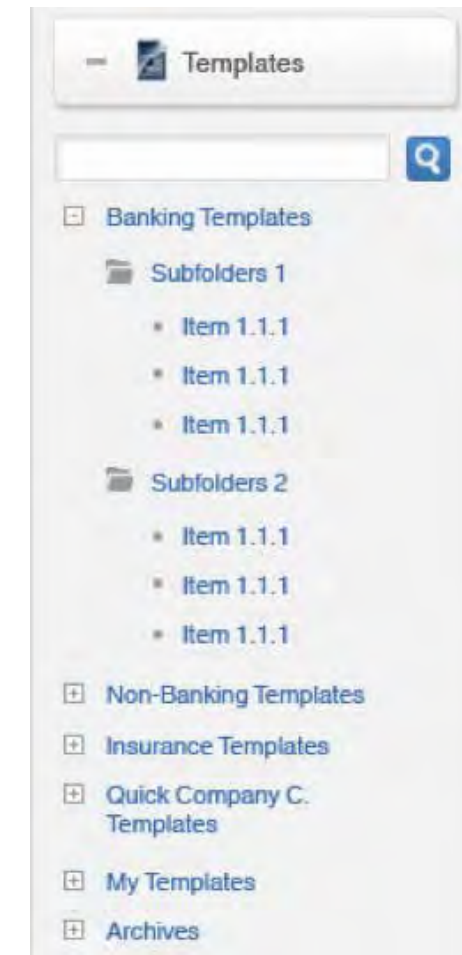 Templates
Banking Templates
Subfolders 1
Item 1.1.1
Item 1.1.1
Item 1.1.1
Subfolders 2
Item 1.1.1
Item 1.1.1
Item 1.1.1
Non-Banking Templates
Insurance Templates
Quick Company C.
Templates
My Templates
Archives